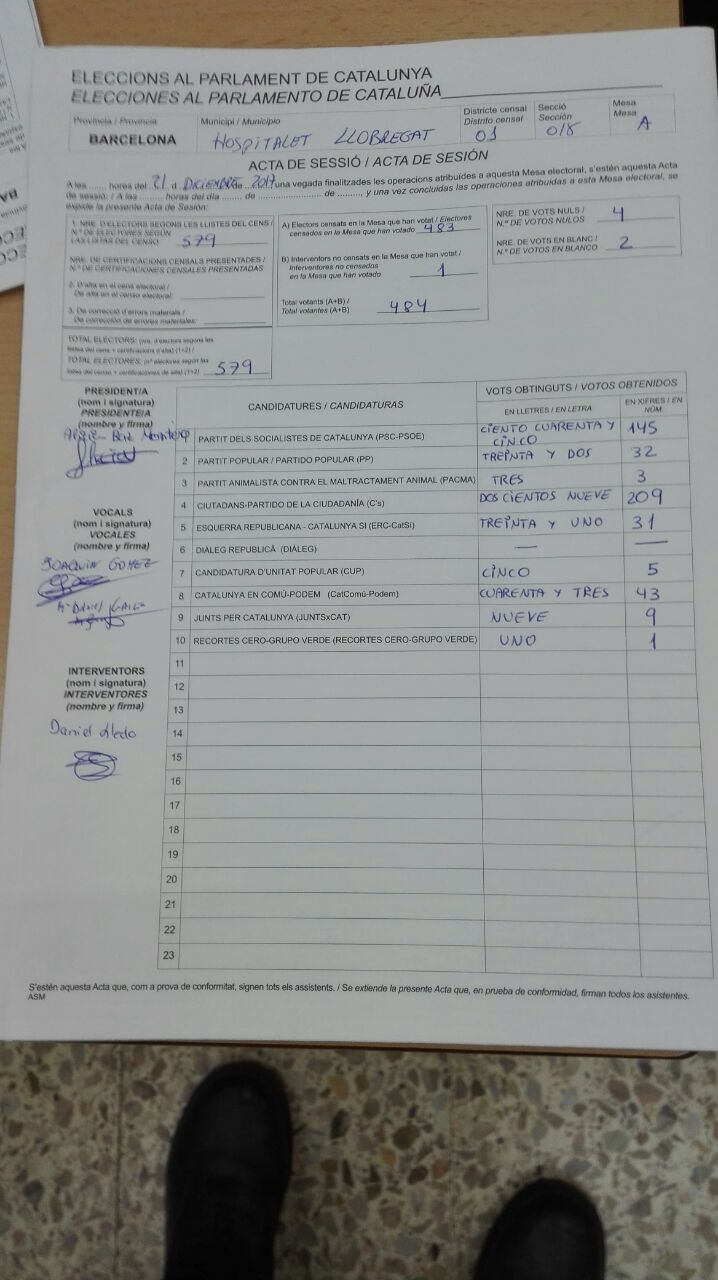 ELECCIONS AL PARLAMENT DE CATALUNYA
ELECCIONES AL PARLAMENTO DE CATALUÑA
Província / Provincia
BARCELONA
Municipi / Municipio
HOSPITALET LLOBREGAT
Districte censal
Distrito censal
01
Secció
Sección
018
Mesa
Mesa
A
ACTA DE SESSIÓ / ACTA DE SESIÓN
A les ........ hores del 21 d DICIEMBRE de 2017 una vegada finalitzades les operacions atribuïdes a aquesta Mesa electoral, s'estén aquesta Acta
de sessió. / A las ......... horas del día ........ de ............................ de ......... y una vez concluidas las operaciones atribuidas a esta Mesa electoral, se
expide la presente Acta de Sesión:
1. NRE. D'ELECTORS SEGONS LES LLISTES DEL CENS /
N.º DE ELECTORES SEGÚN
LAS LISTAS DEL CENSO 579
NRE. DE CERTIFICACIONS CENSALS PRESENTADES /
N.º DE CERTIFICACIONES CENSALES PRESENTADAS
2. D'alta en el cens electoral: /
De alta en el censo electoral:
3. De correcció d'errors materials: /
De corrección de errores materiales:
TOTAL ELECTORS: (nre. d'electors segons les
llistes del cens + certificacions d'alta) (1+2) /
TOTAL ELECTORES: (nº electores según las
listas del censo + certificaciones de alta) (1+2) 579
A) Electors censats en la Mesa que han votat / Electores
censados en la Mesa que han votado 483
B) Interventors no censats en la Mesa que han votat /
Interventores no censados
en la Mesa que han votado 1
Total votants (A+B) /
Total votantes (A+B) 484
NRE. DE VOTS NULS /
N.º DE VOTOS NULOS 4
NRE. DE VOTS EN BLANC /
N.º DE VOTOS EN BLANCO 2
PRESIDENT/A
(nom i signatura)
PRESIDENTE/A
(nombre y firma)
VOCALS
(nom i signatura)
VOCALES
(nombre y firma)
JOAQUIN GOMEZ
INTERVENTORS
(nom i signatura)
INTERVENTORES
(nombre y firma)
Daniel
CANDIDATURES / CANDIDATURAS
VOTS OBTINGUTS / VOTOS OBTENIDOS
EN LLETRES / EN LETRA
EN XIFRES / EN NÚM.
PARTIT DELS SOCIALISTES DE CATALUNYA (PSC-PSOE) CIENTO CUARENTA Y CINCO 145
2 PARTIT POPULAR / PARTIDO POPULAR (PP) TREINTA Y DOS 32
3 PARTIT ANIMALISTA CONTRA EL MALTRACTAMENT ANIMAL (PACMA) TRES 3
4 CIUTADANS-PARTIDO DE LA CIUDADANÍA (C's) DOSCIENTOS NUEVE 209
5 ESQUERRA REPUBLICANA - CATALUNYA SÍ (ERC-CatSí) TREINTA Y UNO 31
6 DIÀLEG REPUBLICÀ (DIÀLEG) — —
7 CANDIDATURA D'UNITAT POPULAR (CUP) CINCO 5
8 CATALUNYA EN COMÚ-PODEM (CatComú-Podem) CUARENTA Y TRES 43
9 JUNTS PER CATALUNYA (JUNTSxCAT) NUEVE 9
10 RECORTES CERO-GRUPO VERDE (RECORTES CERO-GRUPO VERDE) UNO 1
11
12
13
14
15
16
17
18
19
20
21
22
23
S'estén aquesta Acta que, com a prova de conformitat, signen tots els assistents. / Se extiende la presente Acta que, en prueba de conformidad, firman todos los asistentes.
ASM